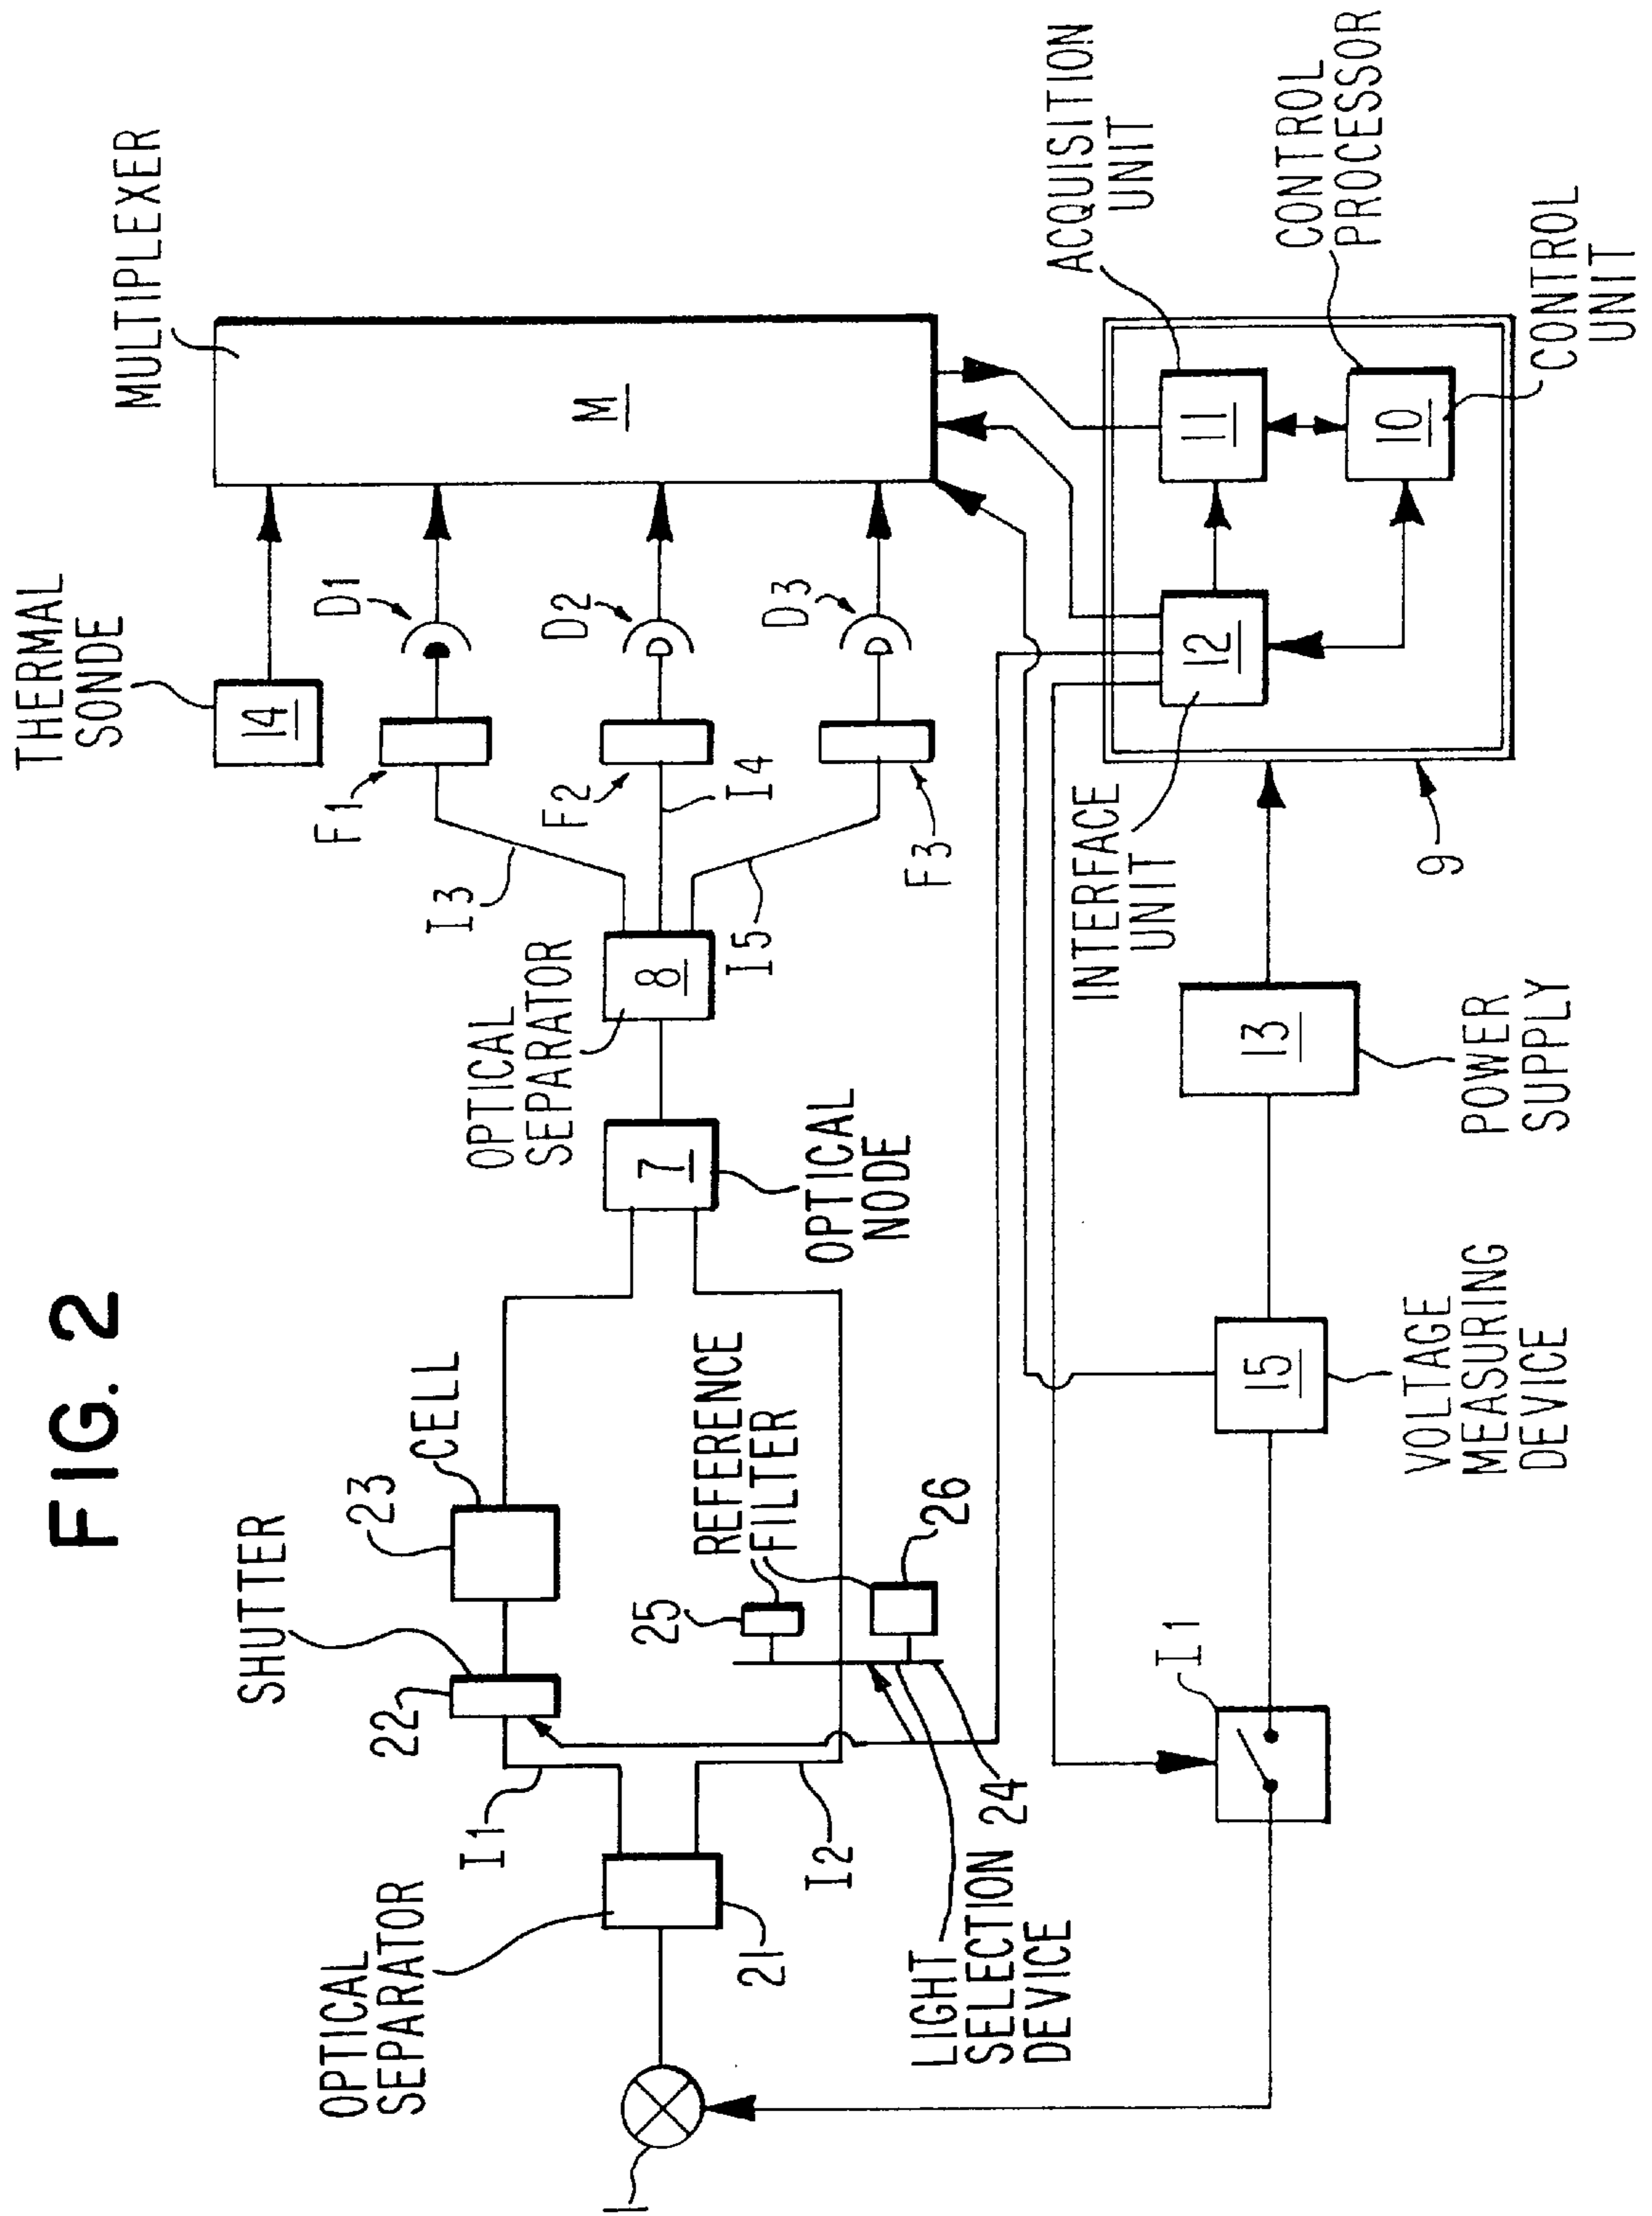 FIG. 2
THERMAL
SONDE
14
MULTIPLEXER
M
SHUTTER
22
23
CELL
F1
D1
I3
OPTICAL
SEPARATOR
I1
OPTICAL
SEPARATOR
8
F2
D2
I4
I5
F3
D3
1
21
I2
25
REFERENCE
FILTER
26
7
OPTICAL
NODE
LIGHT
SELECTION
DEVICE
24
I1
15
VOLTAGE
MEASURING
DEVICE
13
POWER
SUPPLY
INTERFACE
UNIT
9
12
11
10
ACQUISITION
UNIT
CONTROL
PROCESSOR
CONTROL
UNIT